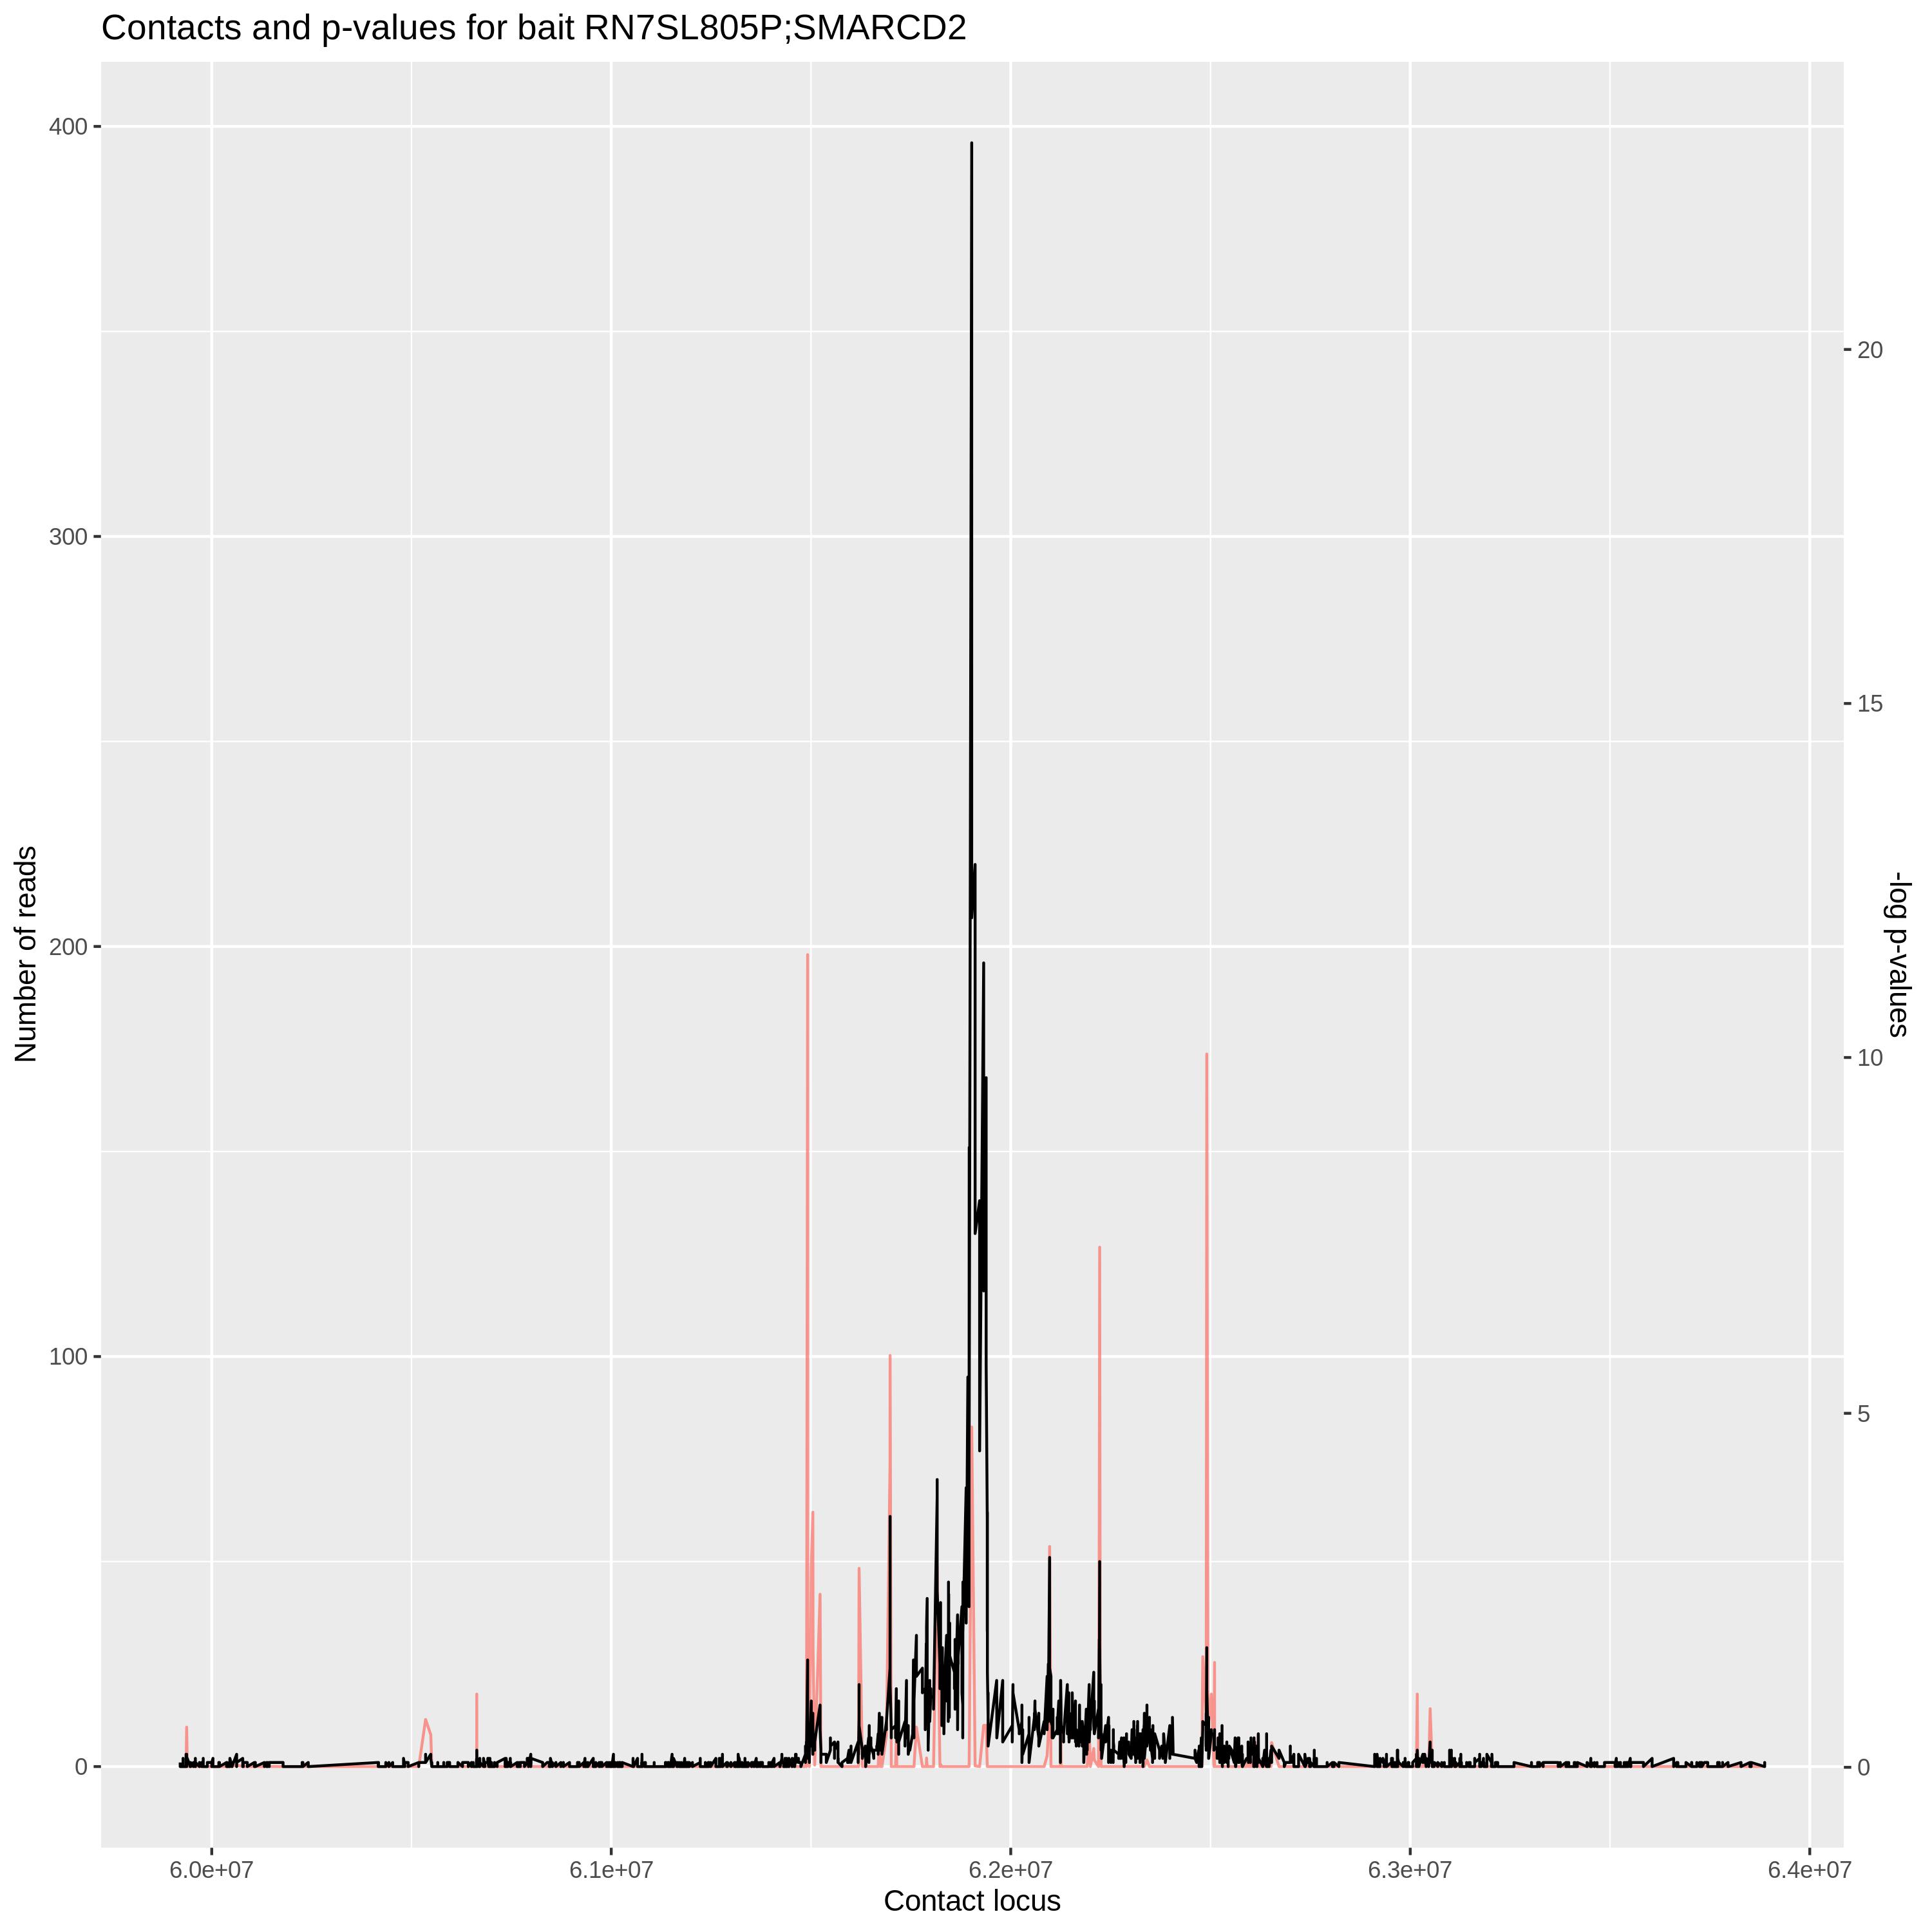 Contacts and p-values for bait RN7SL805P;SMARCD2
400
300
200
100
0
Number of reads
20
15
10
5
0
-log p-values
6.0e+07
6.1e+07
6.2e+07
6.3e+07
6.4e+07
Contact locus